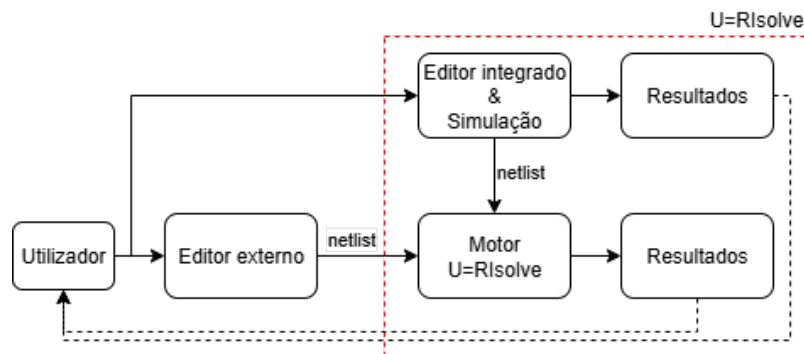 U=RIsolve
Editor integrado
&
Simulação
Resultados
netlist
Utilizador
Editor externo
netlist
Motor
U=RIsolve
Resultados